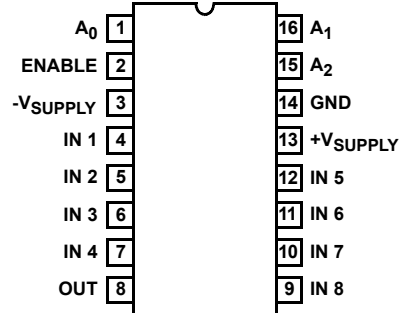 A0 1 16 A1
ENABLE 2 15 A2
-VSUPPLY 3 14 GND
IN 1 4 13 +VSUPPLY
IN 2 5 12 IN 5
IN 3 6 11 IN 6
IN 4 7 10 IN 7
OUT 8 9 IN 8